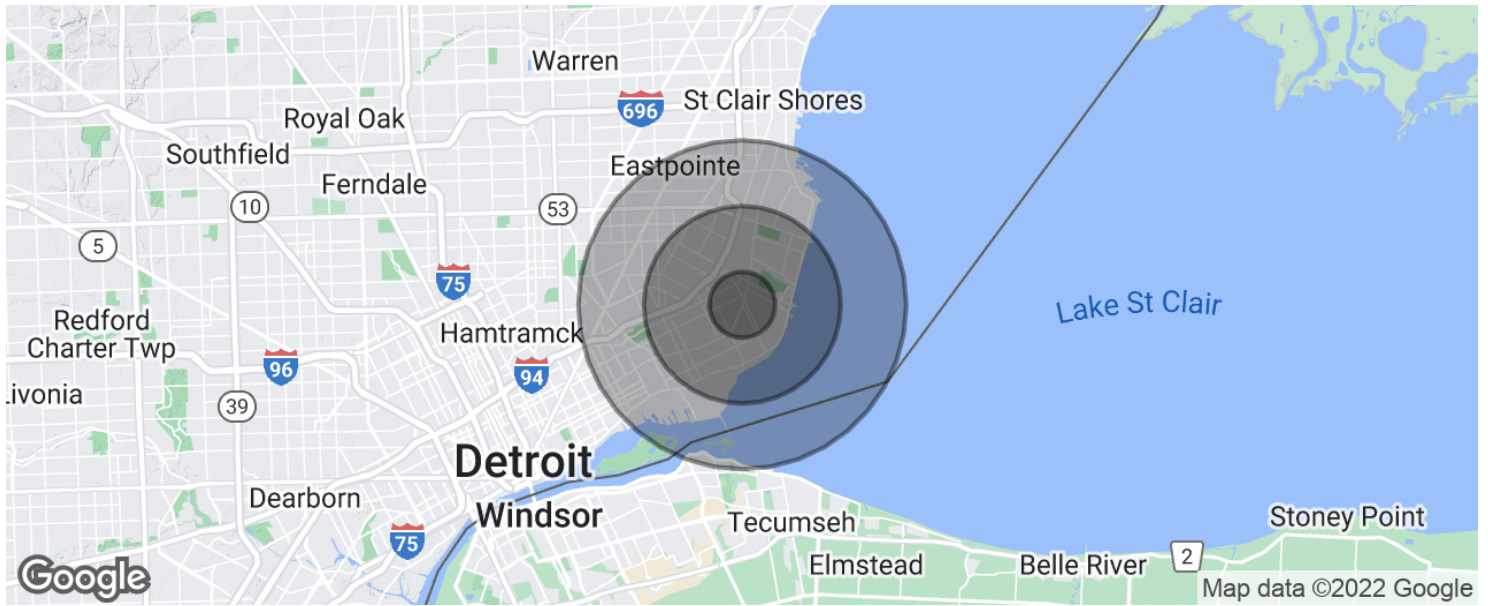 Warren
696
St Clair Shores
Royal Oak
Southfield
Eastpointe
Ferndale
10
53
5
75
Lake St Clair
Redford
Charter Twp
Hamtramck
96
94
Livonia
39
Detroit
Dearborn
Windsor
Tecumseh
Stoney Point
75
Elmstead
Belle River
2
Google
Map data ©2022 Google